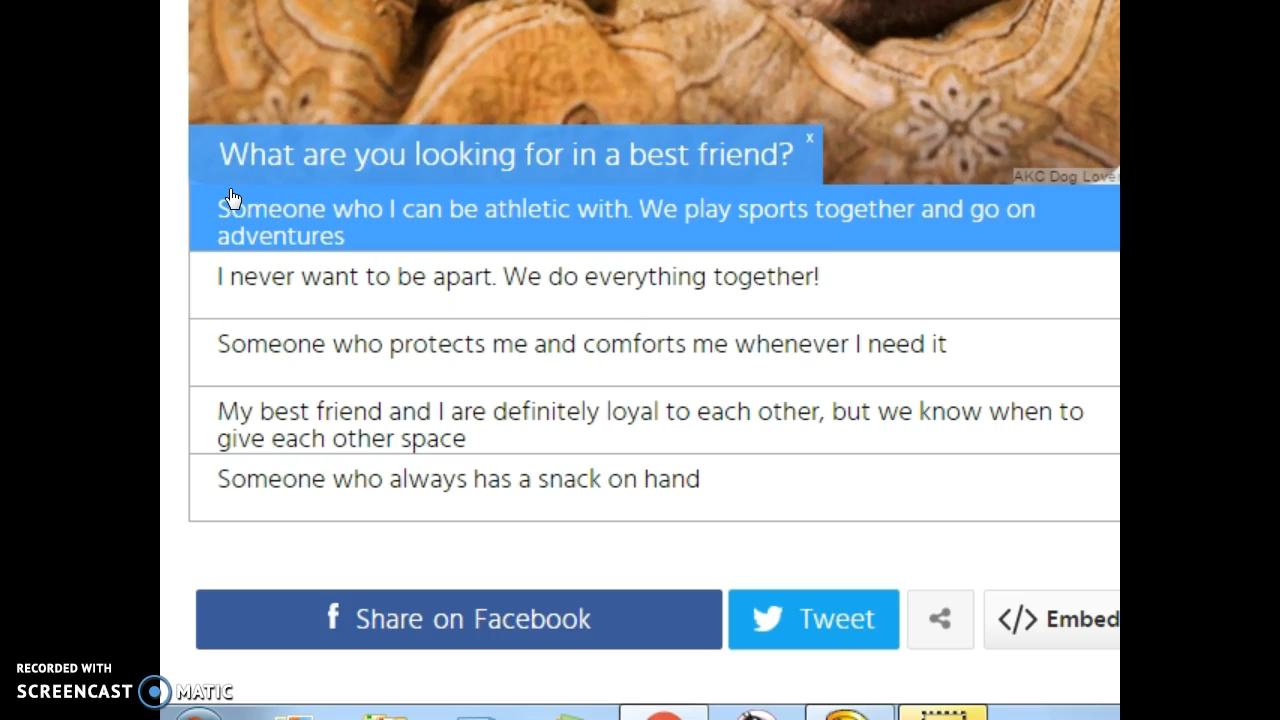 What are you looking for in a best friend?
x
AKC Dog Love
Someone who I can be athletic with. We play sports together and go on
adventures
I never want to be apart. We do everything together!
Someone who protects me and comforts me whenever I need it
My best friend and I are definitely loyal to each other, but we know when to
give each other space
Someone who always has a snack on hand
f Share on Facebook
Tweet
</> Embed
RECORDED WITH
SCREENCAST MATIC